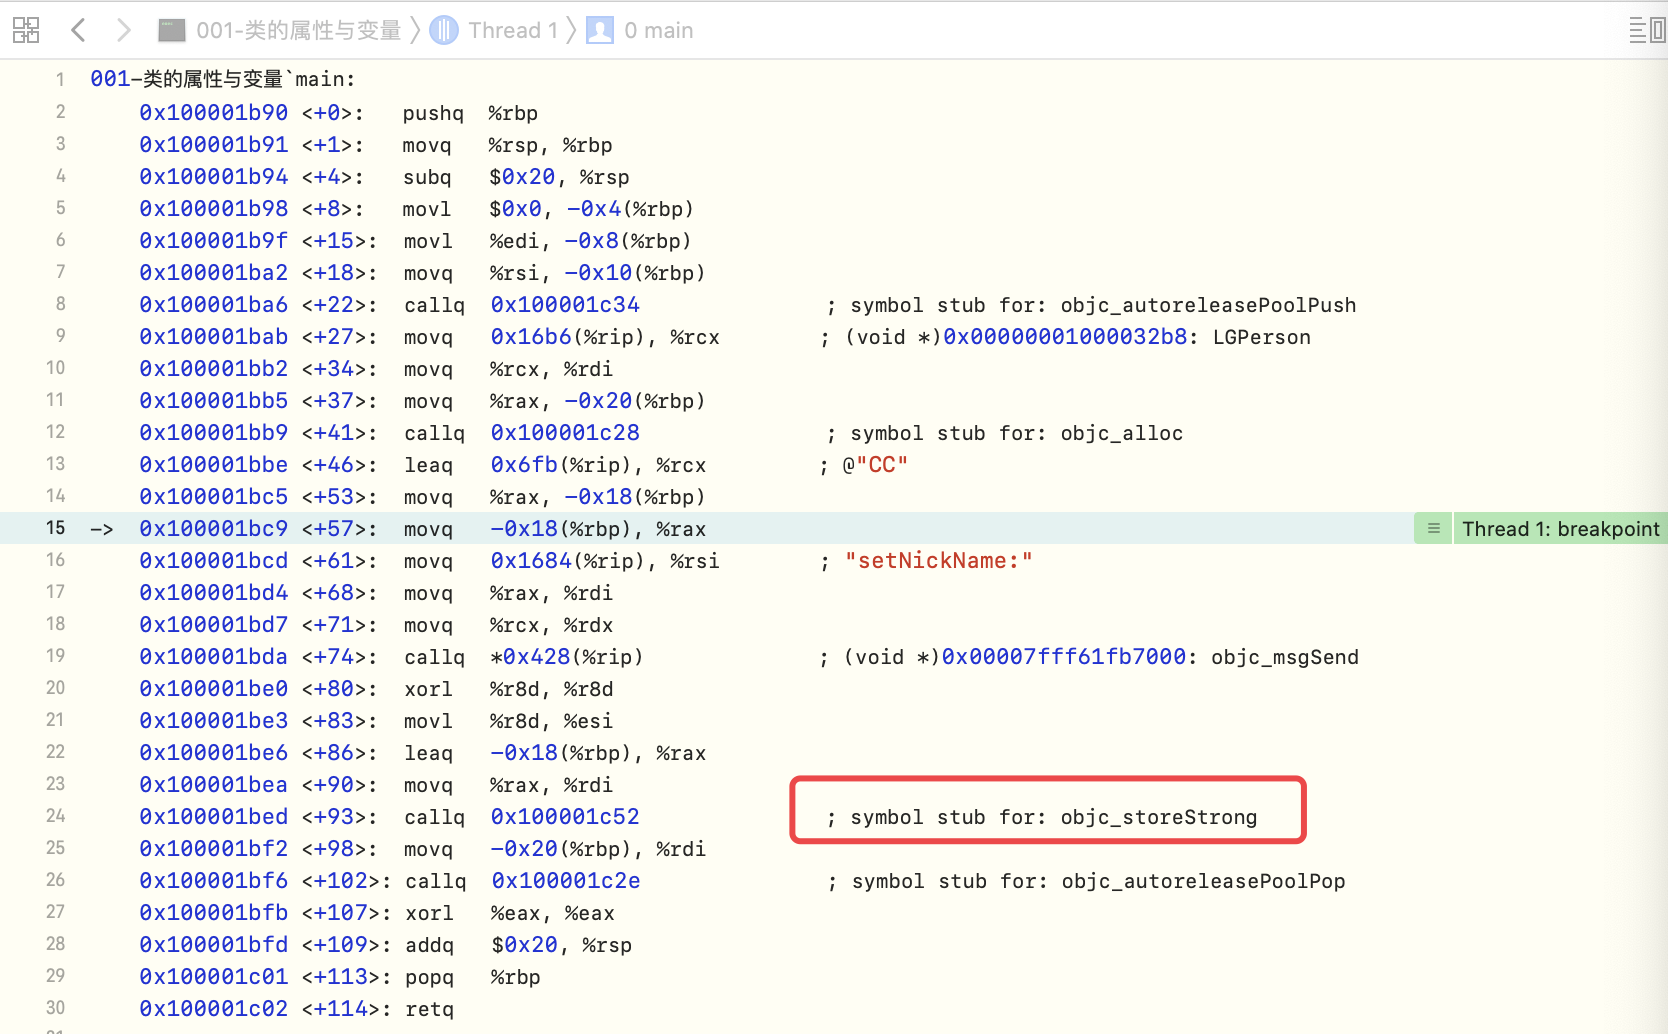 001-类的属性与变量 〉 Thread 1 〉 0 main
1 001-类的属性与变量`main:
2 0x100001b90 <+0>: pushq %rbp
3 0x100001b91 <+1>: movq %rsp, %rbp
4 0x100001b94 <+4>: subq $0x20, %rsp
5 0x100001b98 <+8>: movl $0x0, -0x4(%rbp)
6 0x100001b9f <+15>: movl %edi, -0x8(%rbp)
7 0x100001ba2 <+18>: movq %rsi, -0x10(%rbp)
8 0x100001ba6 <+22>: callq 0x100001c34 ; symbol stub for: objc_autoreleasePoolPush
9 0x100001bab <+27>: movq 0x16b6(%rip), %rcx ; (void *)0x00000001000032b8: LGPerson
10 0x100001bb2 <+34>: movq %rcx, %rdi
11 0x100001bb5 <+37>: movq %rax, -0x20(%rbp)
12 0x100001bb9 <+41>: callq 0x100001c28 ; symbol stub for: objc_alloc
13 0x100001bbe <+46>: leaq 0x6fb(%rip), %rcx ; @"CC"
14 0x100001bc5 <+53>: movq %rax, -0x18(%rbp)
15 -> 0x100001bc9 <+57>: movq -0x18(%rbp), %rax Thread 1: breakpoint
16 0x100001bcd <+61>: movq 0x1684(%rip), %rsi ; "setNickName:"
17 0x100001bd4 <+68>: movq %rax, %rdi
18 0x100001bd7 <+71>: movq %rcx, %rdx
19 0x100001bda <+74>: callq *0x428(%rip) ; (void *)0x00007fff61fb7000: objc_msgSend
20 0x100001be0 <+80>: xorl %r8d, %r8d
21 0x100001be3 <+83>: movl %r8d, %esi
22 0x100001be6 <+86>: leaq -0x18(%rbp), %rax
23 0x100001bea <+90>: movq %rax, %rdi
24 0x100001bed <+93>: callq 0x100001c52 ; symbol stub for: objc_storeStrong
25 0x100001bf2 <+98>: movq -0x20(%rbp), %rdi
26 0x100001bf6 <+102>: callq 0x100001c2e ; symbol stub for: objc_autoreleasePoolPop
27 0x100001bfb <+107>: xorl %eax, %eax
28 0x100001bfd <+109>: addq $0x20, %rsp
29 0x100001c01 <+113>: popq %rbp
30 0x100001c02 <+114>: retq